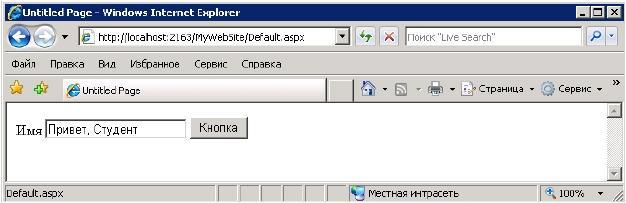 Untitled Page - Windows Internet Explorer
http://localhost:2163/MyWebSite/Default.aspx
Поиск "Live Search"
Файл Правка Вид Избранное Сервис Справка
Untitled Page
Страница
Сервис
»
Имя Привет, Студент Кнопка
Default.aspx
Местная интрасеть
100%